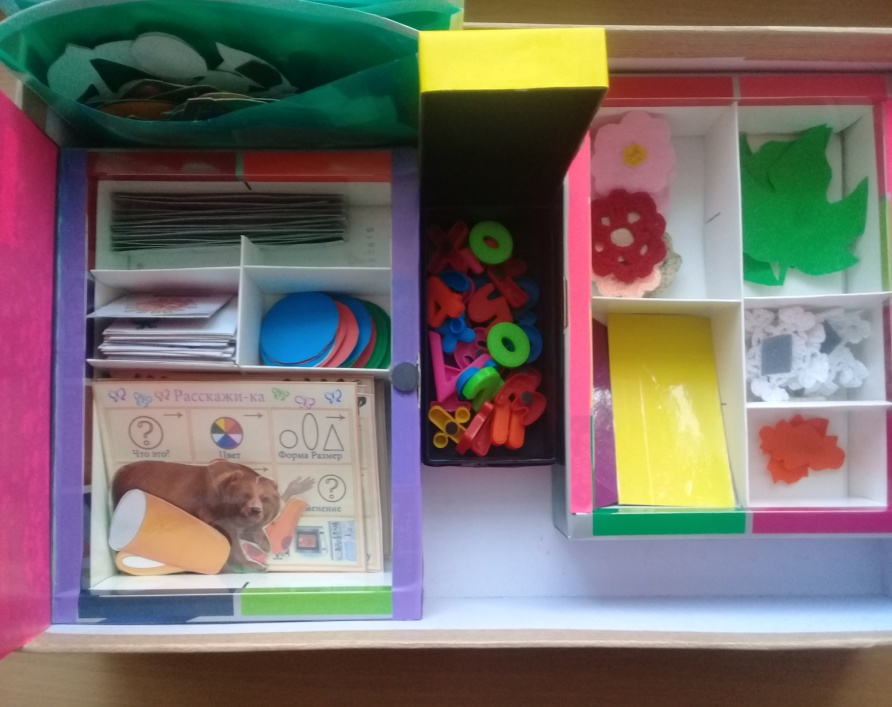 Расскажи-ка
Что это?
Цвет
Форма Размер